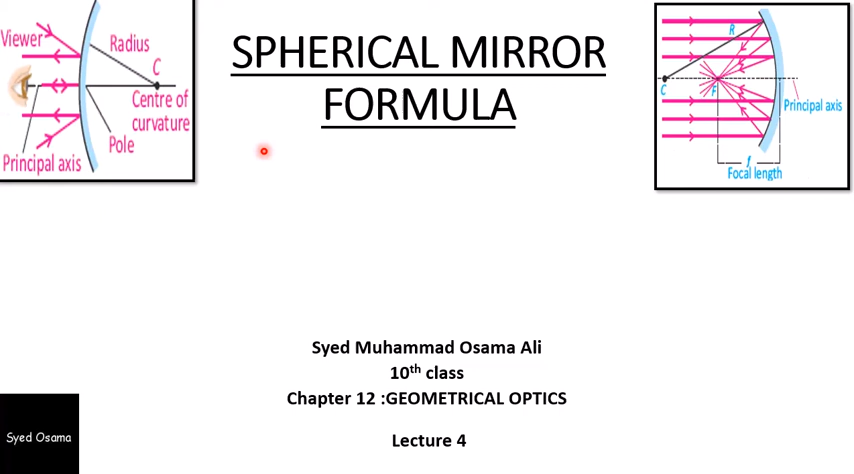 Viewer
Radius
C
Centre of
curvature
Pole
Principal axis
SPHERICAL MIRROR
FORMULA
R
C
F
Principal axis
f
Focal length
Syed Muhammad Osama Ali
10th class
Chapter 12 :GEOMETRICAL OPTICS
Lecture 4
Syed Osama